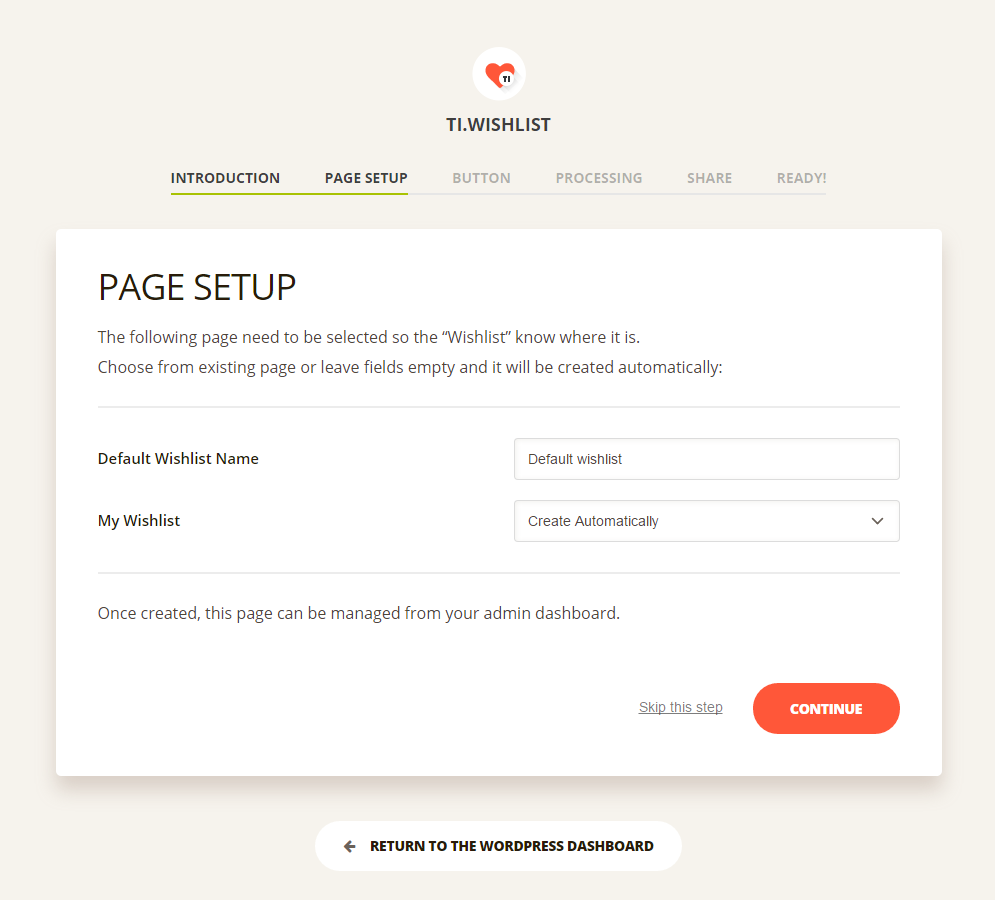 TI
TI.WISHLIST
INTRODUCTION PAGE SETUP BUTTON PROCESSING SHARE READY!
PAGE SETUP
The following page need to be selected so the “Wishlist” know where it is.
Choose from existing page or leave fields empty and it will be created automatically:
Default Wishlist Name Default wishlist
My Wishlist Create Automatically
Once created, this page can be managed from your admin dashboard.
Skip this step CONTINUE
RETURN TO THE WORDPRESS DASHBOARD